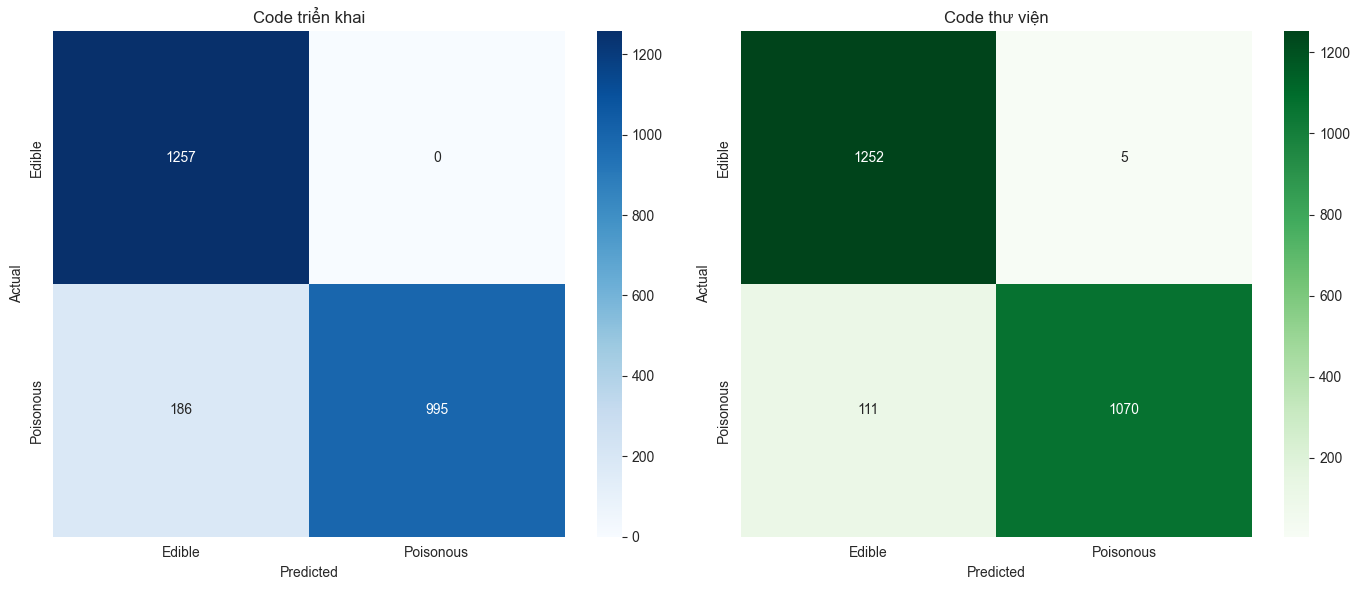 Code triển khai
1257
0
186
995
Edible
Poisonous
Actual
Edible
Poisonous
Predicted
1200
1000
800
600
400
200
0
Code thư viện
1252
5
111
1070
Edible
Poisonous
Actual
Edible
Poisonous
Predicted
1200
1000
800
600
400
200